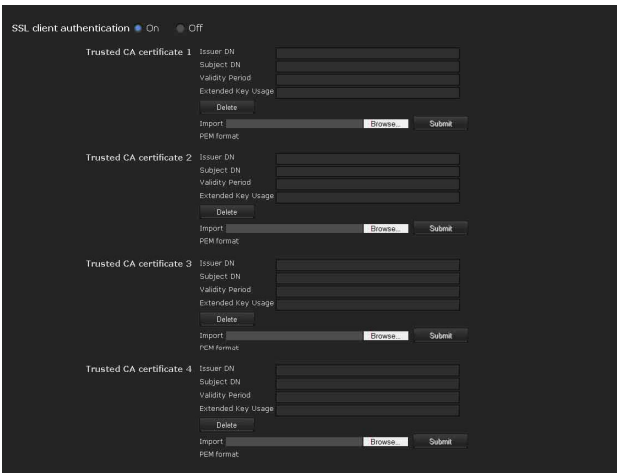 SSL client authentication On Off
Trusted CA certificate 1 Issuer DN
Subject DN
Validity Period
Extended Key Usage
Delete
Import Browse... Submit
PEM format
Trusted CA certificate 2 Issuer DN
Subject DN
Validity Period
Extended Key Usage
Delete
Import Browse... Submit
PEM format
Trusted CA certificate 3 Issuer DN
Subject DN
Validity Period
Extended Key Usage
Delete
Import Browse... Submit
PEM format
Trusted CA certificate 4 Issuer DN
Subject DN
Validity Period
Extended Key Usage
Delete
Import Browse... Submit
PEM format